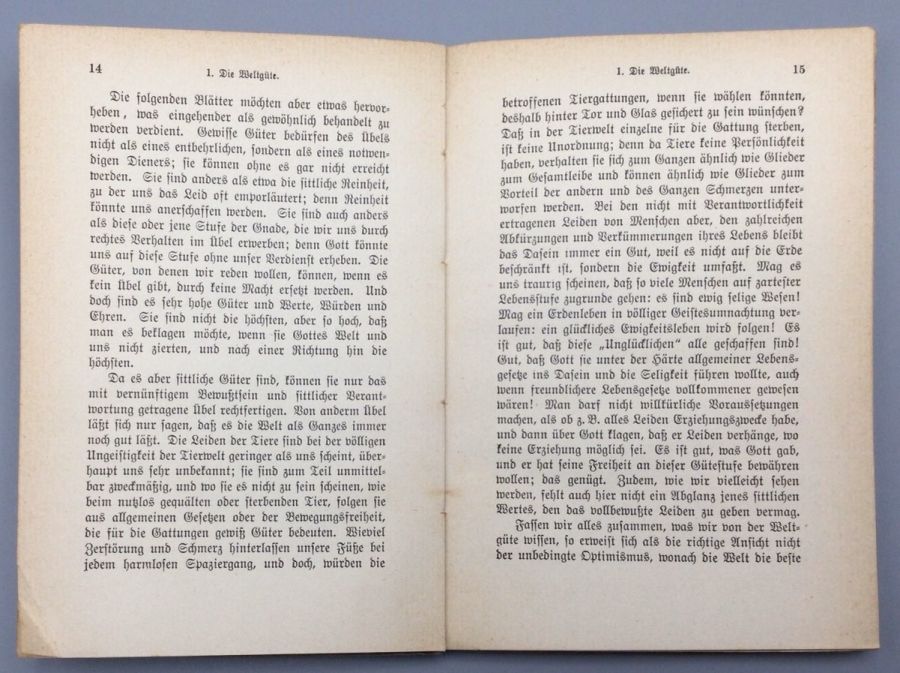 14
1. Die Weltgüte.
Die folgenden Blätter möchten aber etwas hervor-
heben, was eingehender als gewöhnlich behandelt zu
werden verdient. Gewisse Güter bedürfen des Übels
nicht als eines entbehrlichen, sondern als eines notwen-
digen Dieners; sie können ohne es gar nicht erreicht
werden. Sie sind anders als etwa die sittliche Reinheit,
zu der uns das Leid oft emporläutert; denn Reinheit
könnte uns anerschaffen werden. Sie sind auch anders
als diese oder jene Stufe der Gnade, die wir uns durch
rechtes Verhalten im Übel erwerben; denn Gott könnte
uns auf diese Stufe ohne unser Verdienst erheben. Die
Güter, von denen wir reden wollen, können, wenn es
kein Übel gibt, durch keine Macht ersetzt werden. Und
doch sind es sehr hohe Güter und Werte, Würden und
Ehren. Sie sind nicht die höchsten, aber so hoch, daß
man es beklagen möchte, wenn sie Gottes Welt und
uns nicht zierten, und nach einer Richtung hin die
höchsten.
Da es aber sittliche Güter sind, können sie nur das
mit vernünftigem Bewußtsein und sittlicher Verant-
wortung getragene Übel rechtfertigen. Von anderm Übel
läßt sich nur sagen, daß es die Welt als Ganzes immer
noch gut läßt. Die Leiden der Tiere sind bei der völligen
Ungeistigkeit der Tierwelt geringer als uns scheint, über-
haupt uns sehr unbekannt; sie sind zum Teil unmittel-
bar zweckmäßig, und wo sie es nicht zu sein scheinen, wie
beim nutzlos gequälten oder sterbenden Tier, folgen sie
aus allgemeinen Gesetzen oder der Bewegungsfreiheit,
die für die Gattungen gewiß Güter bedeuten. Wieviel
Zerstörung und Schmerz hinterlassen unsere Füße bei
jedem harmlosen Spaziergang, und doch, würden die
1. Die Weltgüte.
15
betroffenen Tiergattungen, wenn sie wählen könnten,
deshalb hinter Tor und Glas gesichert zu sein wünschen?
Daß in der Tierwelt einzelne für die Gattung sterben,
ist keine Unordnung; denn da Tiere keine Persönlichkeit
haben, verhalten sie sich zum Ganzen ähnlich wie Glieder
zum Gesamtleibe und können ähnlich wie Glieder zum
Vorteil der andern und des Ganzen Schmerzen unter-
worfen werden. Bei den nicht mit Verantwortlichkeit
ertragenen Leiden von Menschen aber, den zahlreichen
Abkürzungen und Verkümmerungen ihres Lebens bleibt
das Dasein immer ein Gut, weil es nicht auf die Erde
beschränkt ist, sondern die Ewigkeit umfaßt. Mag es
uns traurig scheinen, daß so viele Menschen auf zartester
Lebensstufe zugrunde gehen: es sind ewig selige Wesen!
Mag ein Erdenleben in völliger Geistesumnachtung ver-
laufen: ein glückliches Ewigkeitsleben wird folgen! Es
ist gut, daß diese „Unglücklichen“ alle geschaffen sind!
Gut, daß Gott sie unter der Härte allgemeiner Lebens-
gesetze ins Dasein und die Seligkeit führen wollte, auch
wenn freundlichere Lebensgesetze vollkommener gewesen
wären! Man darf nicht willkürliche Voraussetzungen
machen, als ob z. B. alles Leiden Erziehungszwecke habe,
und dann über Gott klagen, daß er Leiden verhänge, wo
keine Erziehung möglich sei. Es ist gut, was Gott gab,
und er hat seine Freiheit an dieser Gütestufe bewähren
wollen; das genügt. Zudem, wie wir vielleicht sehen
werden, fehlt auch hier nicht ein Abglanz jenes sittlichen
Wertes, den das vollbewußte Leiden zu geben vermag.
Fassen wir alles zusammen, was wir von der Welt-
güte wissen, so erweist sich als die richtige Ansicht nicht
der unbedingte Optimismus, wonach die Welt die beste